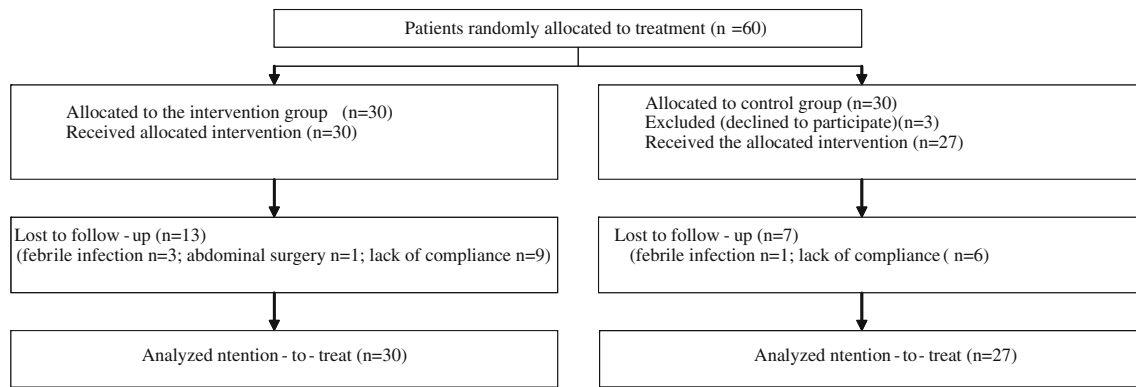 Patients randomly allocated to treatment (n =60)
Allocated to the intervention group (n=30)
Received allocated intervention (n=30)
Allocated to control group (n=30)
Excluded (declined to participate)(n=3)
Received the allocated intervention (n=27)
Lost to follow - up (n=13)
(febrile infection n=3; abdominal surgery n=1; lack of compliance n=9)
Lost to follow - up (n=7)
(febrile infection n=1; lack of compliance ( n=6)
Analyzed ntention - to - treat (n=30)
Analyzed ntention - to - treat (n=27)